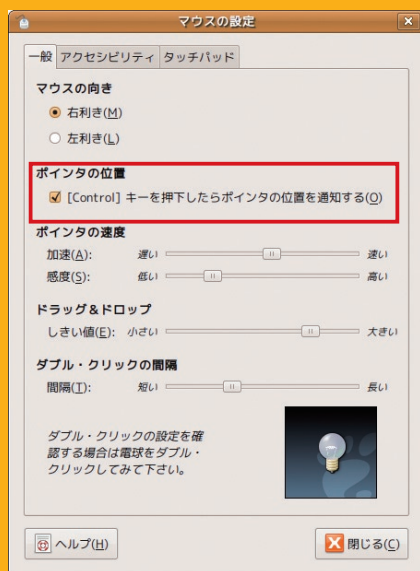 マウスの設定
一般 アクセシビリティ タッチパッド
マウスの向き
右利き(M)
左利き(L)
ポインタの位置
[Control] キーを押下したらポインタの位置を通知する(O)
ポインタの速度
加速(A): 遅い 速い
感度(S): 低い 高い
ドラッグ&ドロップ
しきい値(E): 小さい 大きい
ダブル・クリックの間隔
間隔(T): 短い 長い
ダブル・クリックの設定を確
認する場合は電球をダブル・
クリックしてみて下さい。
ヘルプ(H) 閉じる(C)